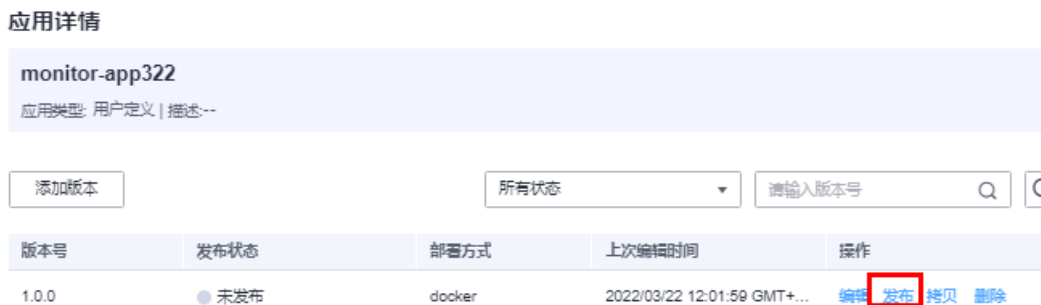 应用详情
monitor-app322
应用类型: 用户定义 | 描述:--
添加版本 所有状态 请输入版本号
版本号 发布状态 部署方式 上次编辑时间 操作
1.0.0 未发布 docker 2022/03/22 12:01:59 GMT+... 编辑 发布 拷贝 删除